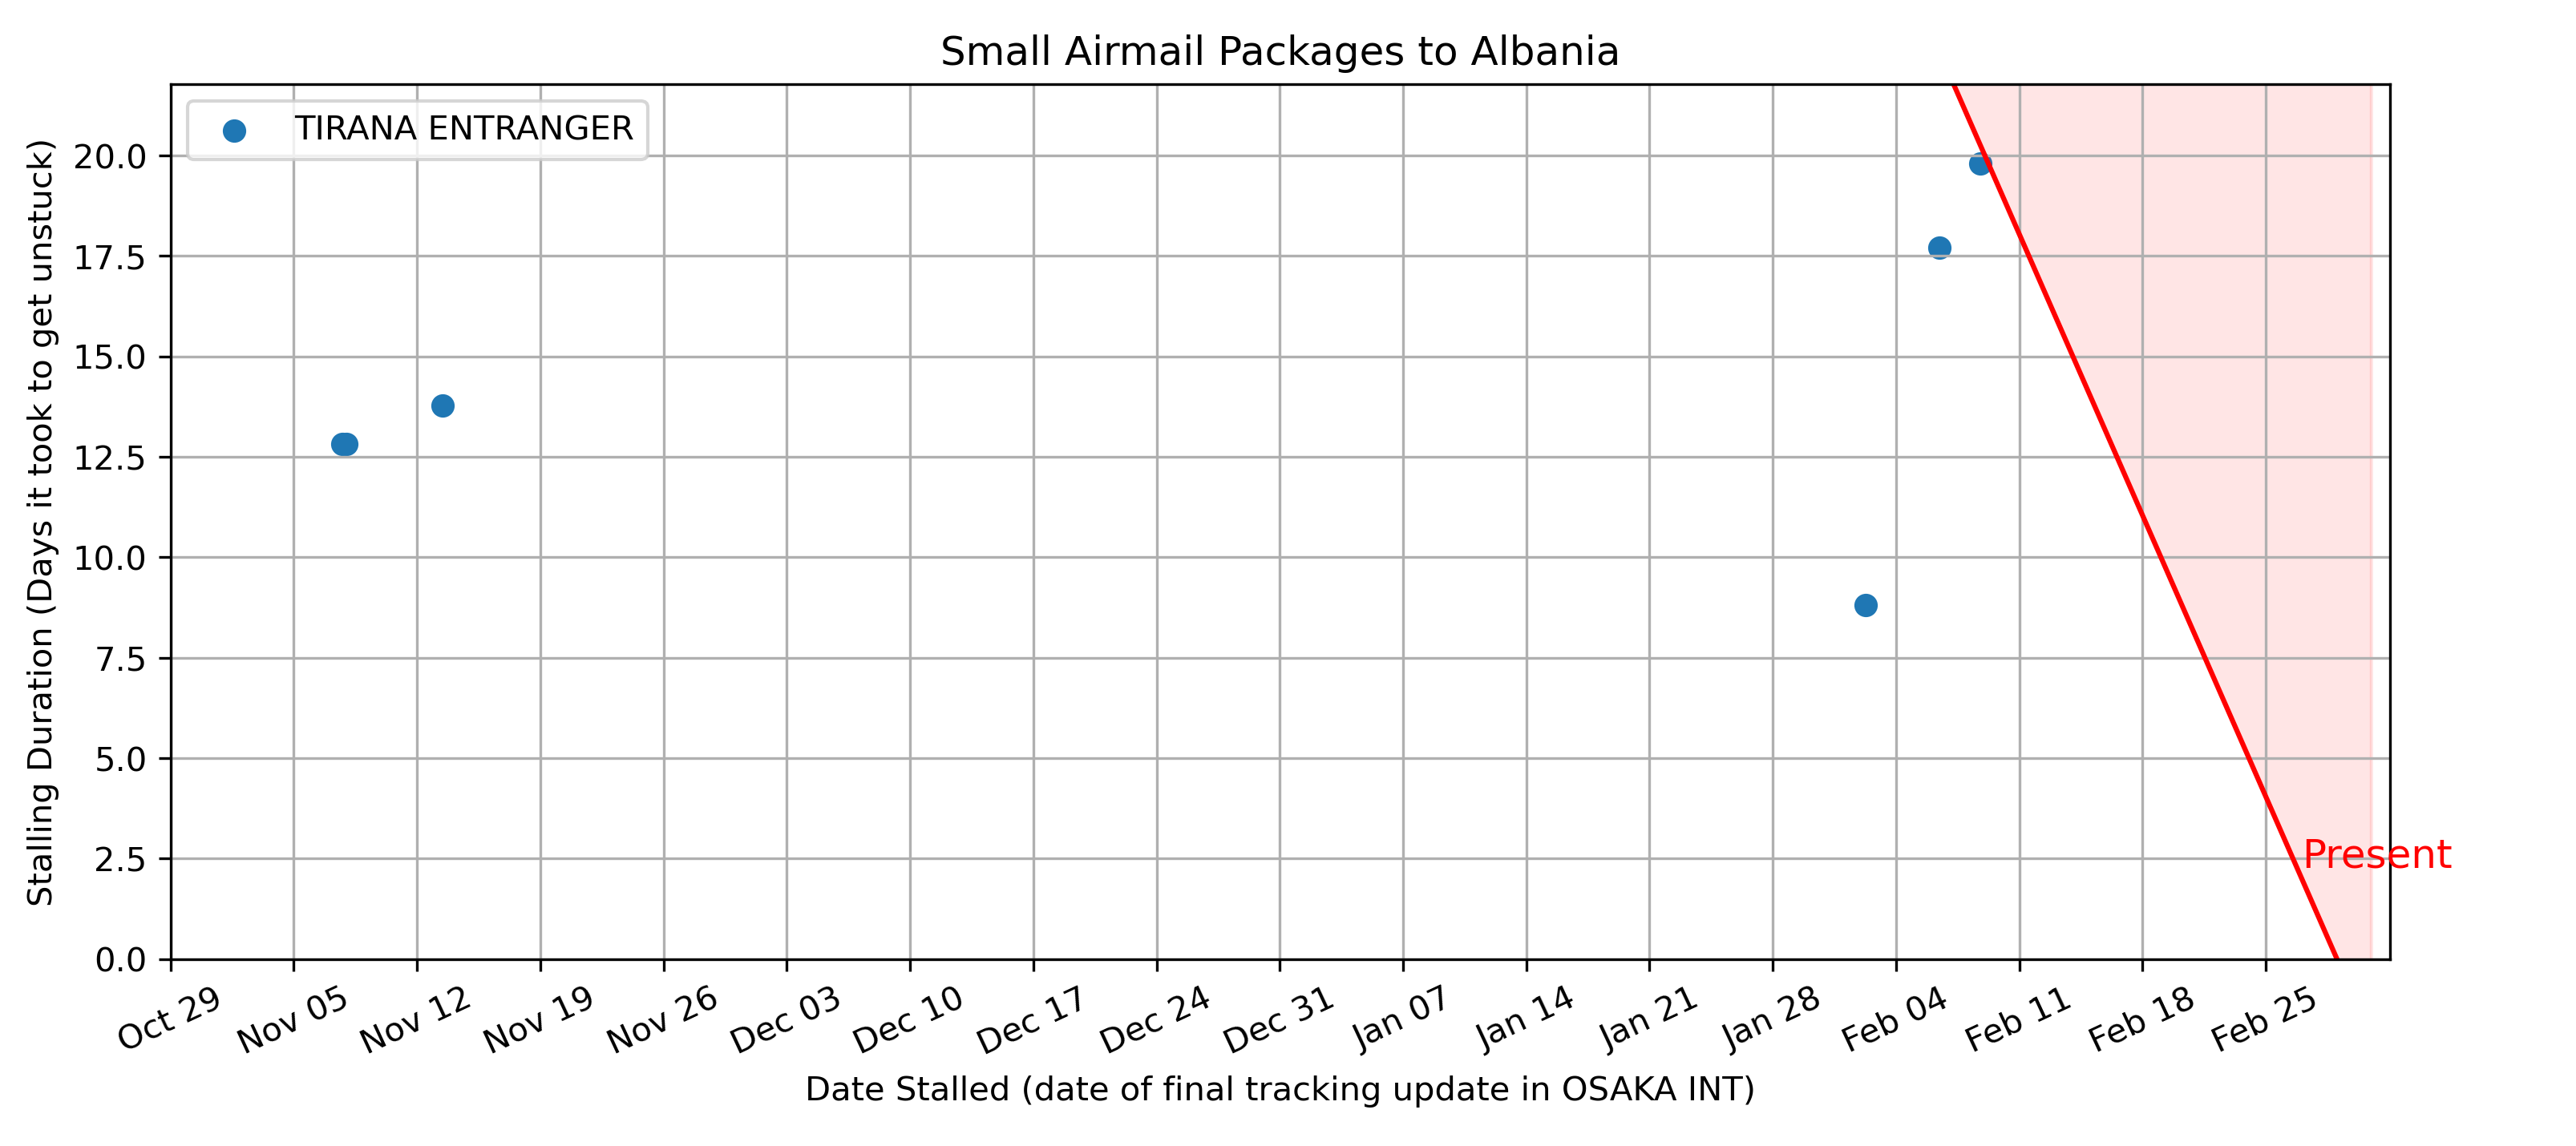 Small Airmail Packages to Albania
TIRANA ENTRANGER
Stalling Duration (Days it took to get unstuck)
20.0
17.5
15.0
12.5
10.0
7.5
5.0
2.5
0.0
Present
Oct 29
Nov 05
Nov 12
Nov 19
Nov 26
Dec 03
Dec 10
Dec 17
Dec 24
Dec 31
Jan 07
Jan 14
Jan 21
Jan 28
Feb 04
Feb 11
Feb 18
Feb 25
Date Stalled (date of final tracking update in OSAKA INT)